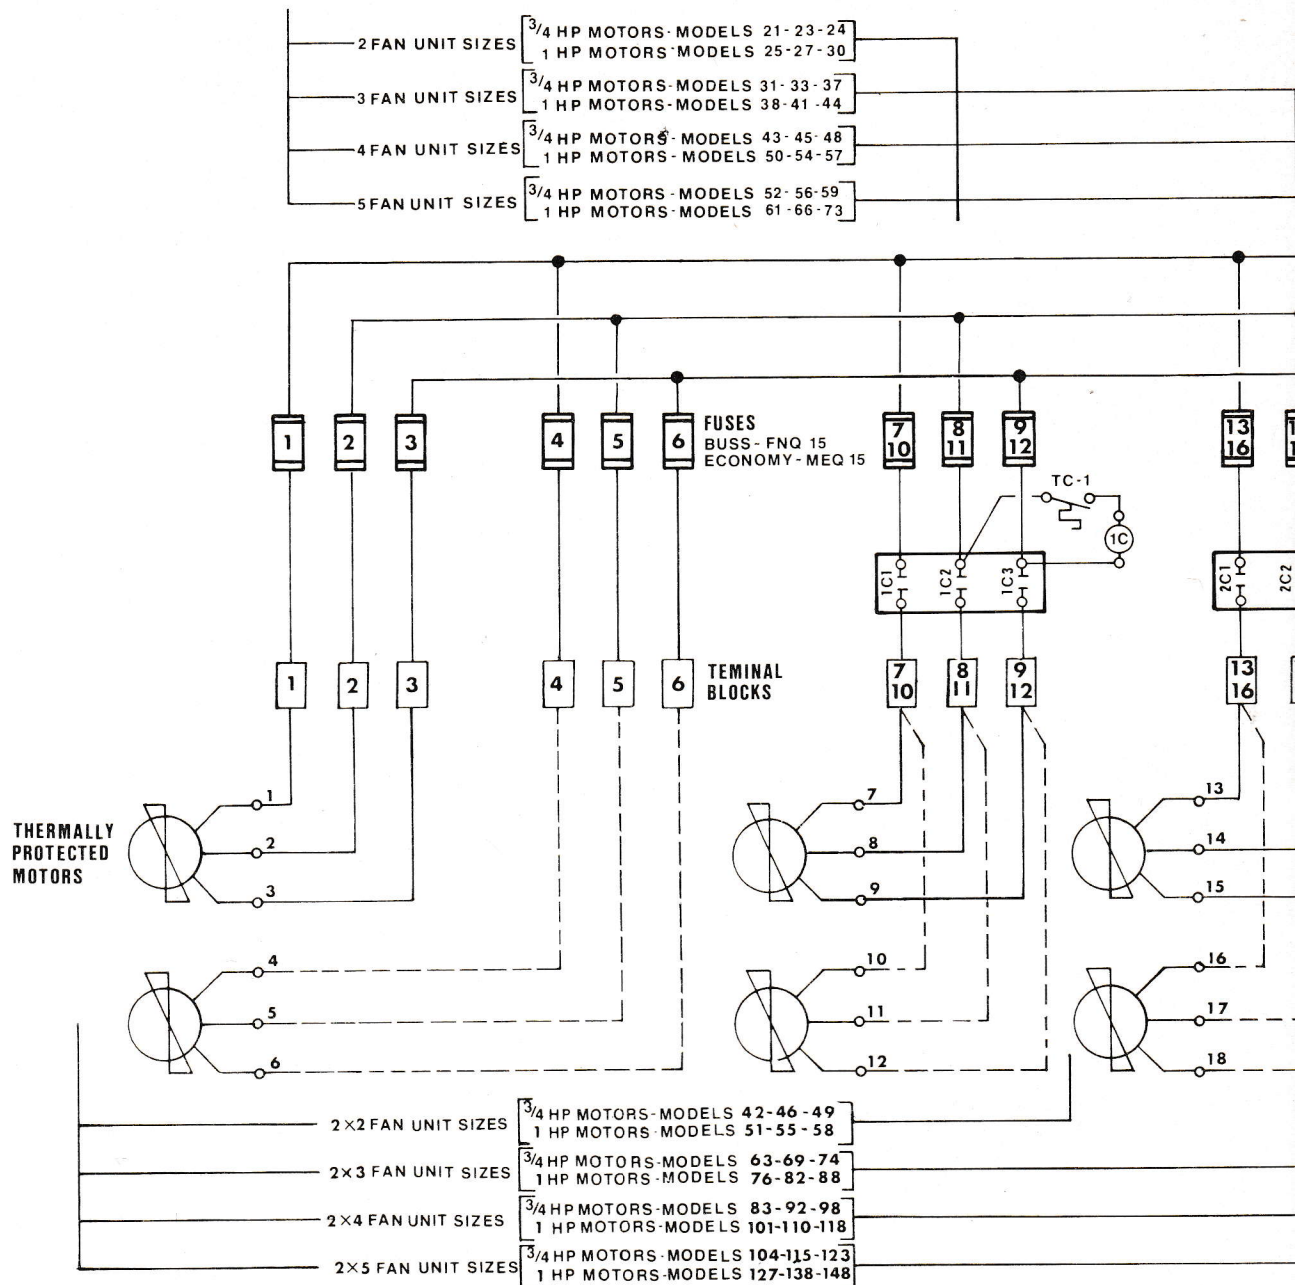 2 FAN UNIT SIZES
3/4 HP MOTORS-MODELS 21-23-24
1 HP MOTORS-MODELS 25-27-30
3 FAN UNIT SIZES
3/4 HP MOTORS-MODELS 31-33-37
1 HP MOTORS-MODELS 38-41-44
4 FAN UNIT SIZES
3/4 HP MOTORS-MODELS 43-45-48
1 HP MOTORS-MODELS 50-54-57
5 FAN UNIT SIZES
3/4 HP MOTORS-MODELS 52-56-59
1 HP MOTORS-MODELS 61-66-73
1 2 3 4 5 6
FUSES
BUSS-FNQ 15
ECONOMY-MEQ 15
7 8 9 13
10 11 12 16
TC-1
1C
1C1 1C2 1C3 2C1 2C2
1 2 3 4 5 6
TEMINAL
BLOCKS
7 8 9 13
10 11 12 16
THERMALLY
PROTECTED
MOTORS
1
2
3
7
8
9
13
14
15
4
5
6
10
11
12
16
17
18
2×2 FAN UNIT SIZES
3/4 HP MOTORS-MODELS 42-46-49
1 HP MOTORS-MODELS 51-55-58
2×3 FAN UNIT SIZES
3/4 HP MOTORS-MODELS 63-69-74
1 HP MOTORS-MODELS 76-82-88
2×4 FAN UNIT SIZES
3/4 HP MOTORS-MODELS 83-92-98
1 HP MOTORS-MODELS 101-110-118
2×5 FAN UNIT SIZES
3/4 HP MOTORS-MODELS 104-115-123
1 HP MOTORS-MODELS 127-138-148